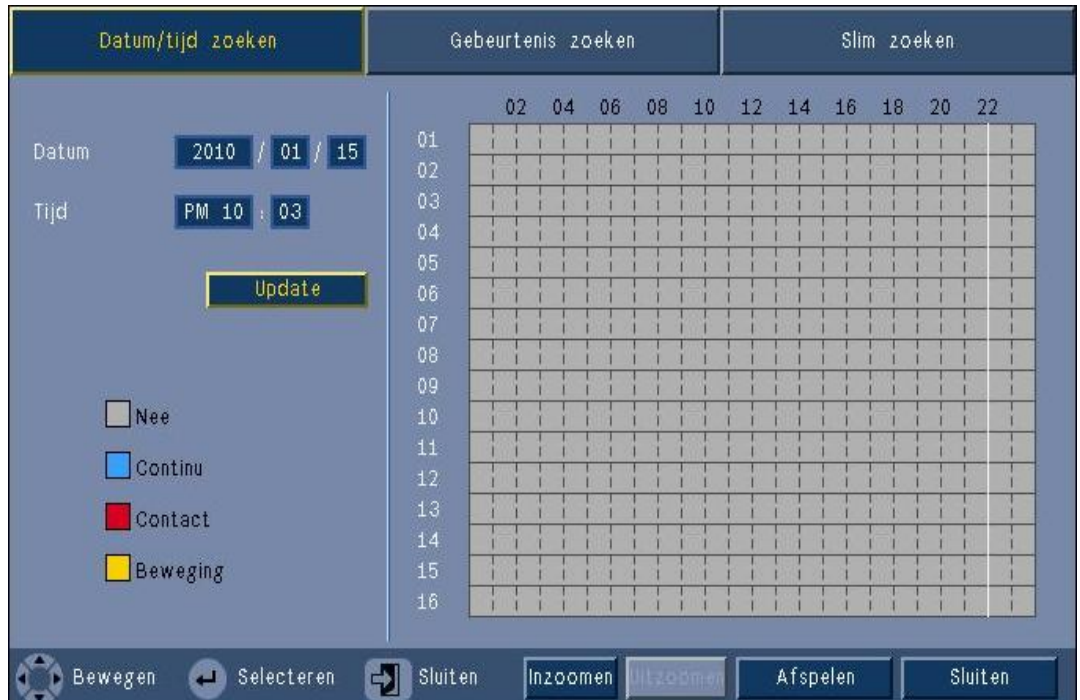 Datum/tijd zoeken Gebeurtenis zoeken Slim zoeken
02 04 06 08 10 12 14 16 18 20 22
Datum 2010 / 01 / 15
Tijd PM 10 : 03
Update
Nee
Continu
Contact
Beweging
01
02
03
04
05
06
07
08
09
10
11
12
13
14
15
16
Bewegen Selecteren Sluiten Inzoomen Uitzoomen Afspelen Sluiten